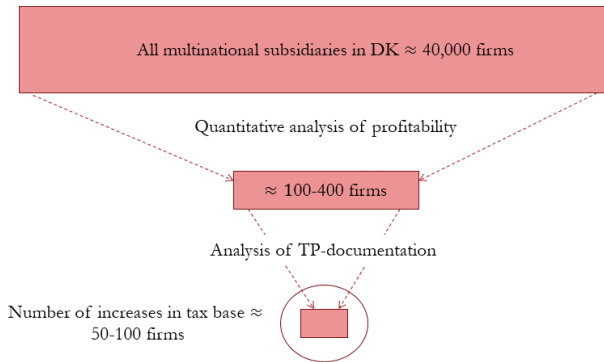 All multinational subsidiaries in DK ≈ 40,000 firms
Quantitative analysis of profitability
≈ 100-400 firms
Analysis of TP-documentation
Number of increases in tax base ≈
50-100 firms